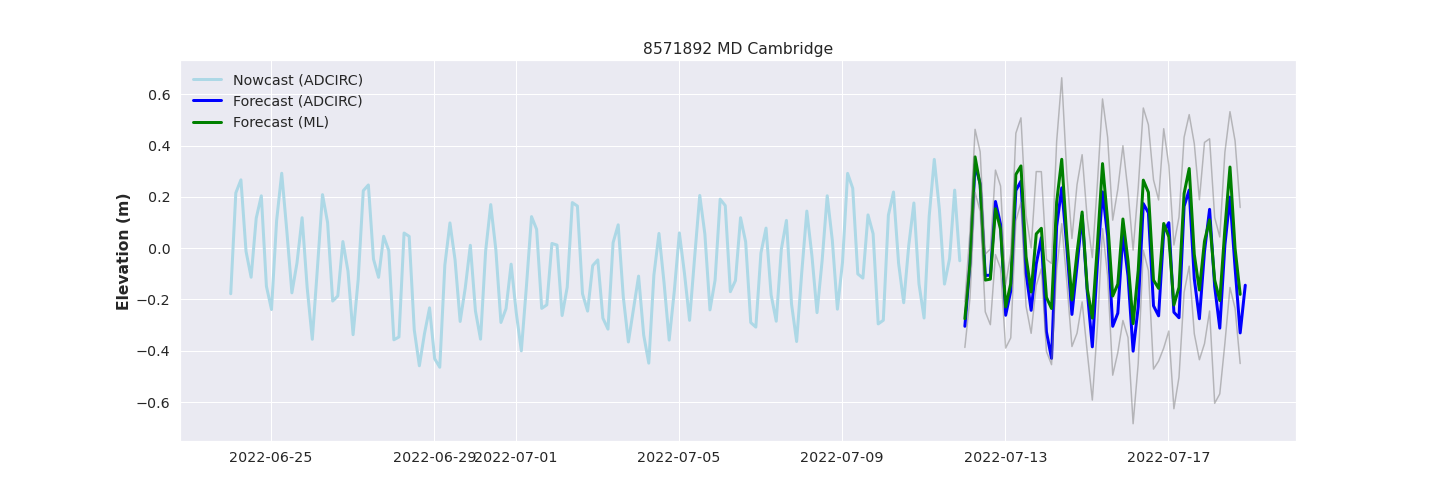 8571892 MD Cambridge
Nowcast (ADCIRC)
Forecast (ADCIRC)
Forecast (ML)
Elevation (m)
0.6
0.4
0.2
0.0
−0.2
−0.4
−0.6
2022-06-25
2022-06-29
2022-07-01
2022-07-05
2022-07-09
2022-07-13
2022-07-17